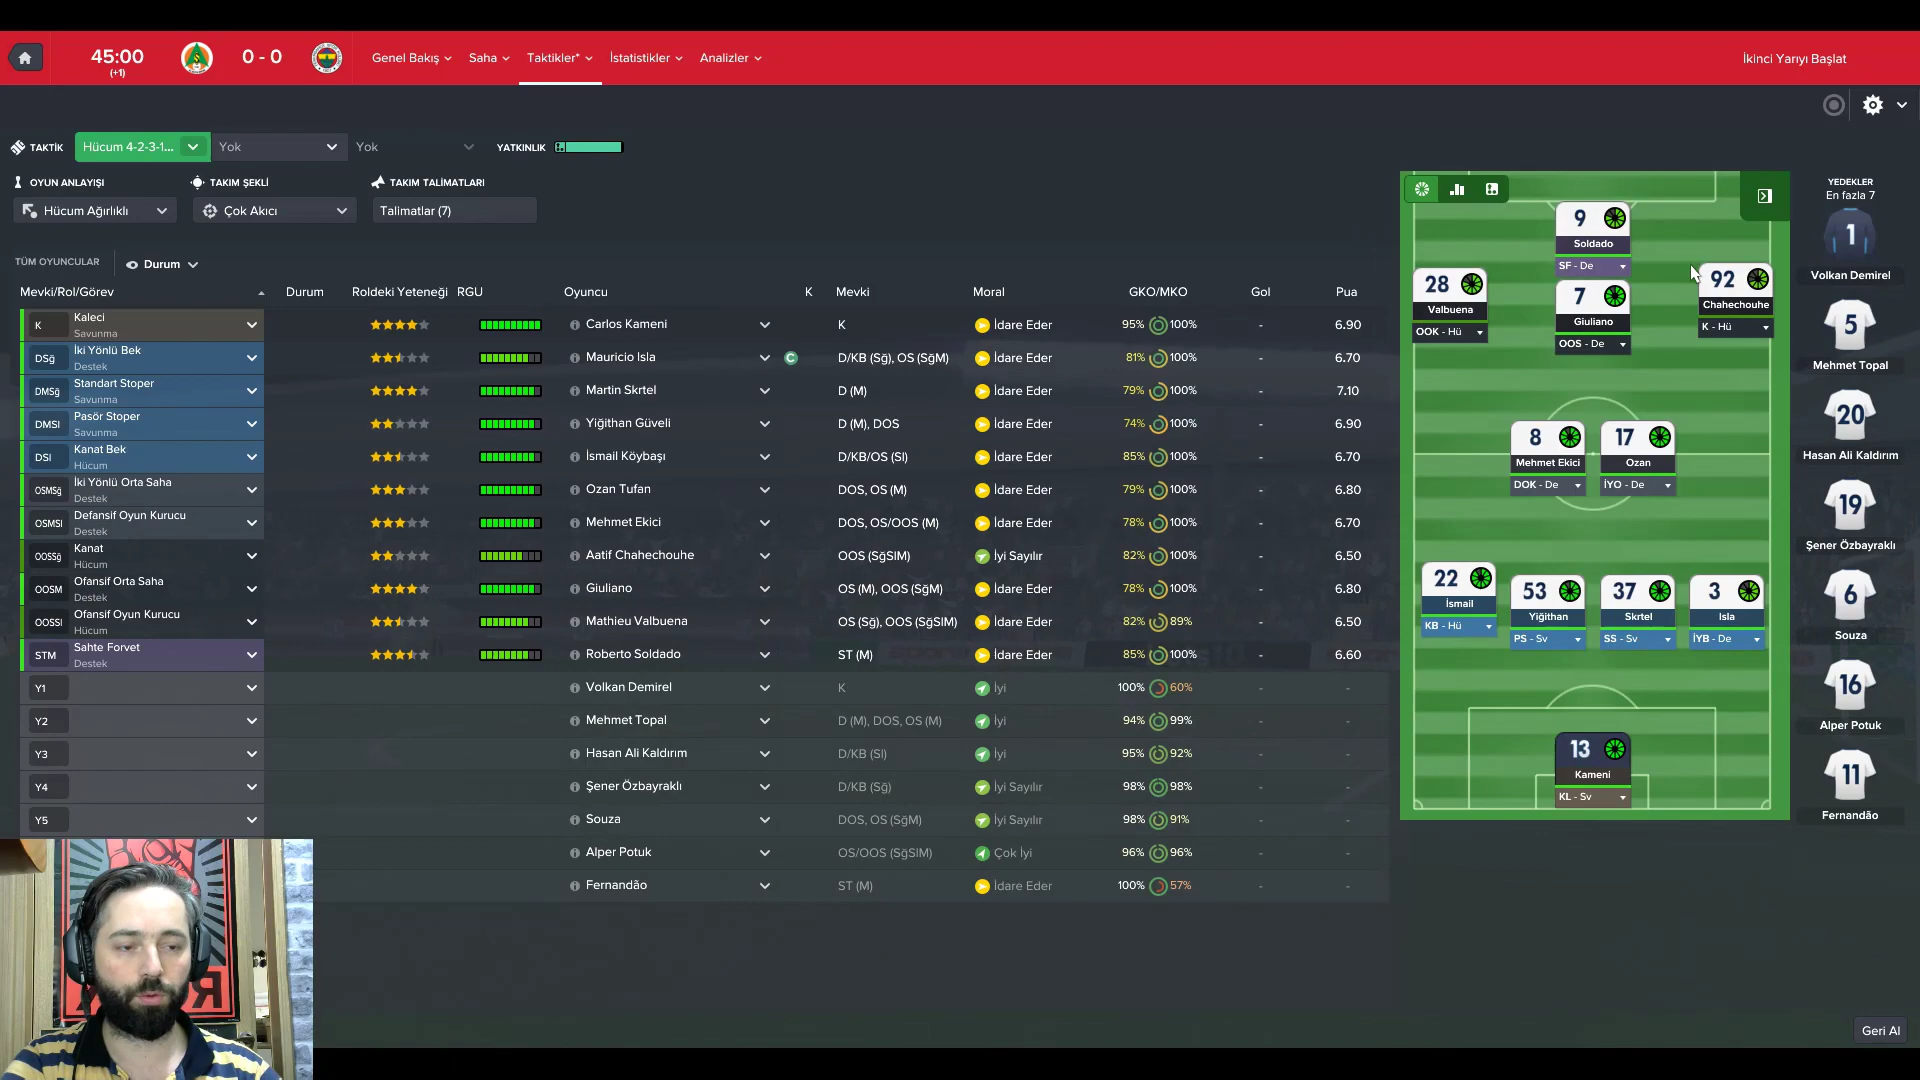 45:00
(+1)
0 - 0
Genel Bakış
Saha
Taktikler*
İstatistikler
Analizler
İkinci Yarıyı Başlat
TAKTİK
Hücum 4-2-3-1...
Yok
Yok
YATKINLIK
OYUN ANLAYIŞI
TAKIM ŞEKLİ
TAKIM TALİMATLARI
Hücum Ağırlıklı
Çok Akıcı
Talimatlar (7)
TÜM OYUNCULAR
Durum
Mevki/Rol/Görev
Durum
Roldeki Yeteneği
RGU
Oyuncu
K
Mevki
Moral
GKO/MKO
Gol
Pua
K
Kaleci
Savunma
Carlos Kameni
K
İdare Eder
95% 100%
-
6.90
DSğ
İki Yönlü Bek
Destek
Mauricio Isla
C
D/KB (Sğ), OS (SğM)
İdare Eder
81% 100%
-
6.70
DMSğ
Standart Stoper
Savunma
Martin Skrtel
D (M)
İdare Eder
79% 100%
-
7.10
DMSl
Pasör Stoper
Savunma
Yiğithan Güveli
D (M), DOS
İdare Eder
74% 100%
-
6.90
DSl
Kanat Bek
Hücum
İsmail Köybaşı
D/KB/OS (Sl)
İdare Eder
85% 100%
-
6.70
OSMSğ
İki Yönlü Orta Saha
Destek
Ozan Tufan
DOS, OS (M)
İdare Eder
79% 100%
-
6.80
OSMSl
Defansif Oyun Kurucu
Destek
Mehmet Ekici
DOS, OS/OOS (M)
İdare Eder
78% 100%
-
6.70
OOSSğ
Kanat
Hücum
Aatif Chahechouhe
OOS (SğSlM)
İyi Sayılır
82% 100%
-
6.50
OOSM
Ofansif Orta Saha
Destek
Giuliano
OS (M), OOS (SğM)
İdare Eder
78% 100%
-
6.80
OOSSl
Ofansif Oyun Kurucu
Hücum
Mathieu Valbuena
OS (Sğ), OOS (SğSlM)
İdare Eder
82% 89%
-
6.50
STM
Sahte Forvet
Destek
Roberto Soldado
ST (M)
İdare Eder
85% 100%
-
6.60
Y1
Volkan Demirel
K
İyi
100% 60%
-
-
Y2
Mehmet Topal
D (M), DOS, OS (M)
İyi
94% 99%
-
-
Y3
Hasan Ali Kaldırım
D/KB (Sl)
İyi
95% 92%
-
-
Y4
Şener Özbayraklı
D/KB (Sğ)
İyi Sayılır
98% 98%
-
-
Y5
Souza
DOS, OS (SğM)
İyi Sayılır
98% 91%
-
-
Alper Potuk
OS/OOS (SğSlM)
Çok İyi
96% 96%
-
-
Fernandão
ST (M)
İdare Eder
100% 57%
-
-
9
Soldado
SF - De
28
Valbuena
OOK - Hü
7
Giuliano
OOS - De
92
Chahechouhe
K - Hü
8
Mehmet Ekici
DOK - De
17
Ozan
İYO - De
22
İsmail
KB - Hü
53
Yiğithan
PS - Sv
37
Skrtel
SS - Sv
3
Isla
İYB - De
13
Kameni
KL - Sv
YEDEKLER
En fazla 7
1
Volkan Demirel
5
Mehmet Topal
20
Hasan Ali Kaldırım
19
Şener Özbayraklı
6
Souza
16
Alper Potuk
11
Fernandão
Geri Al